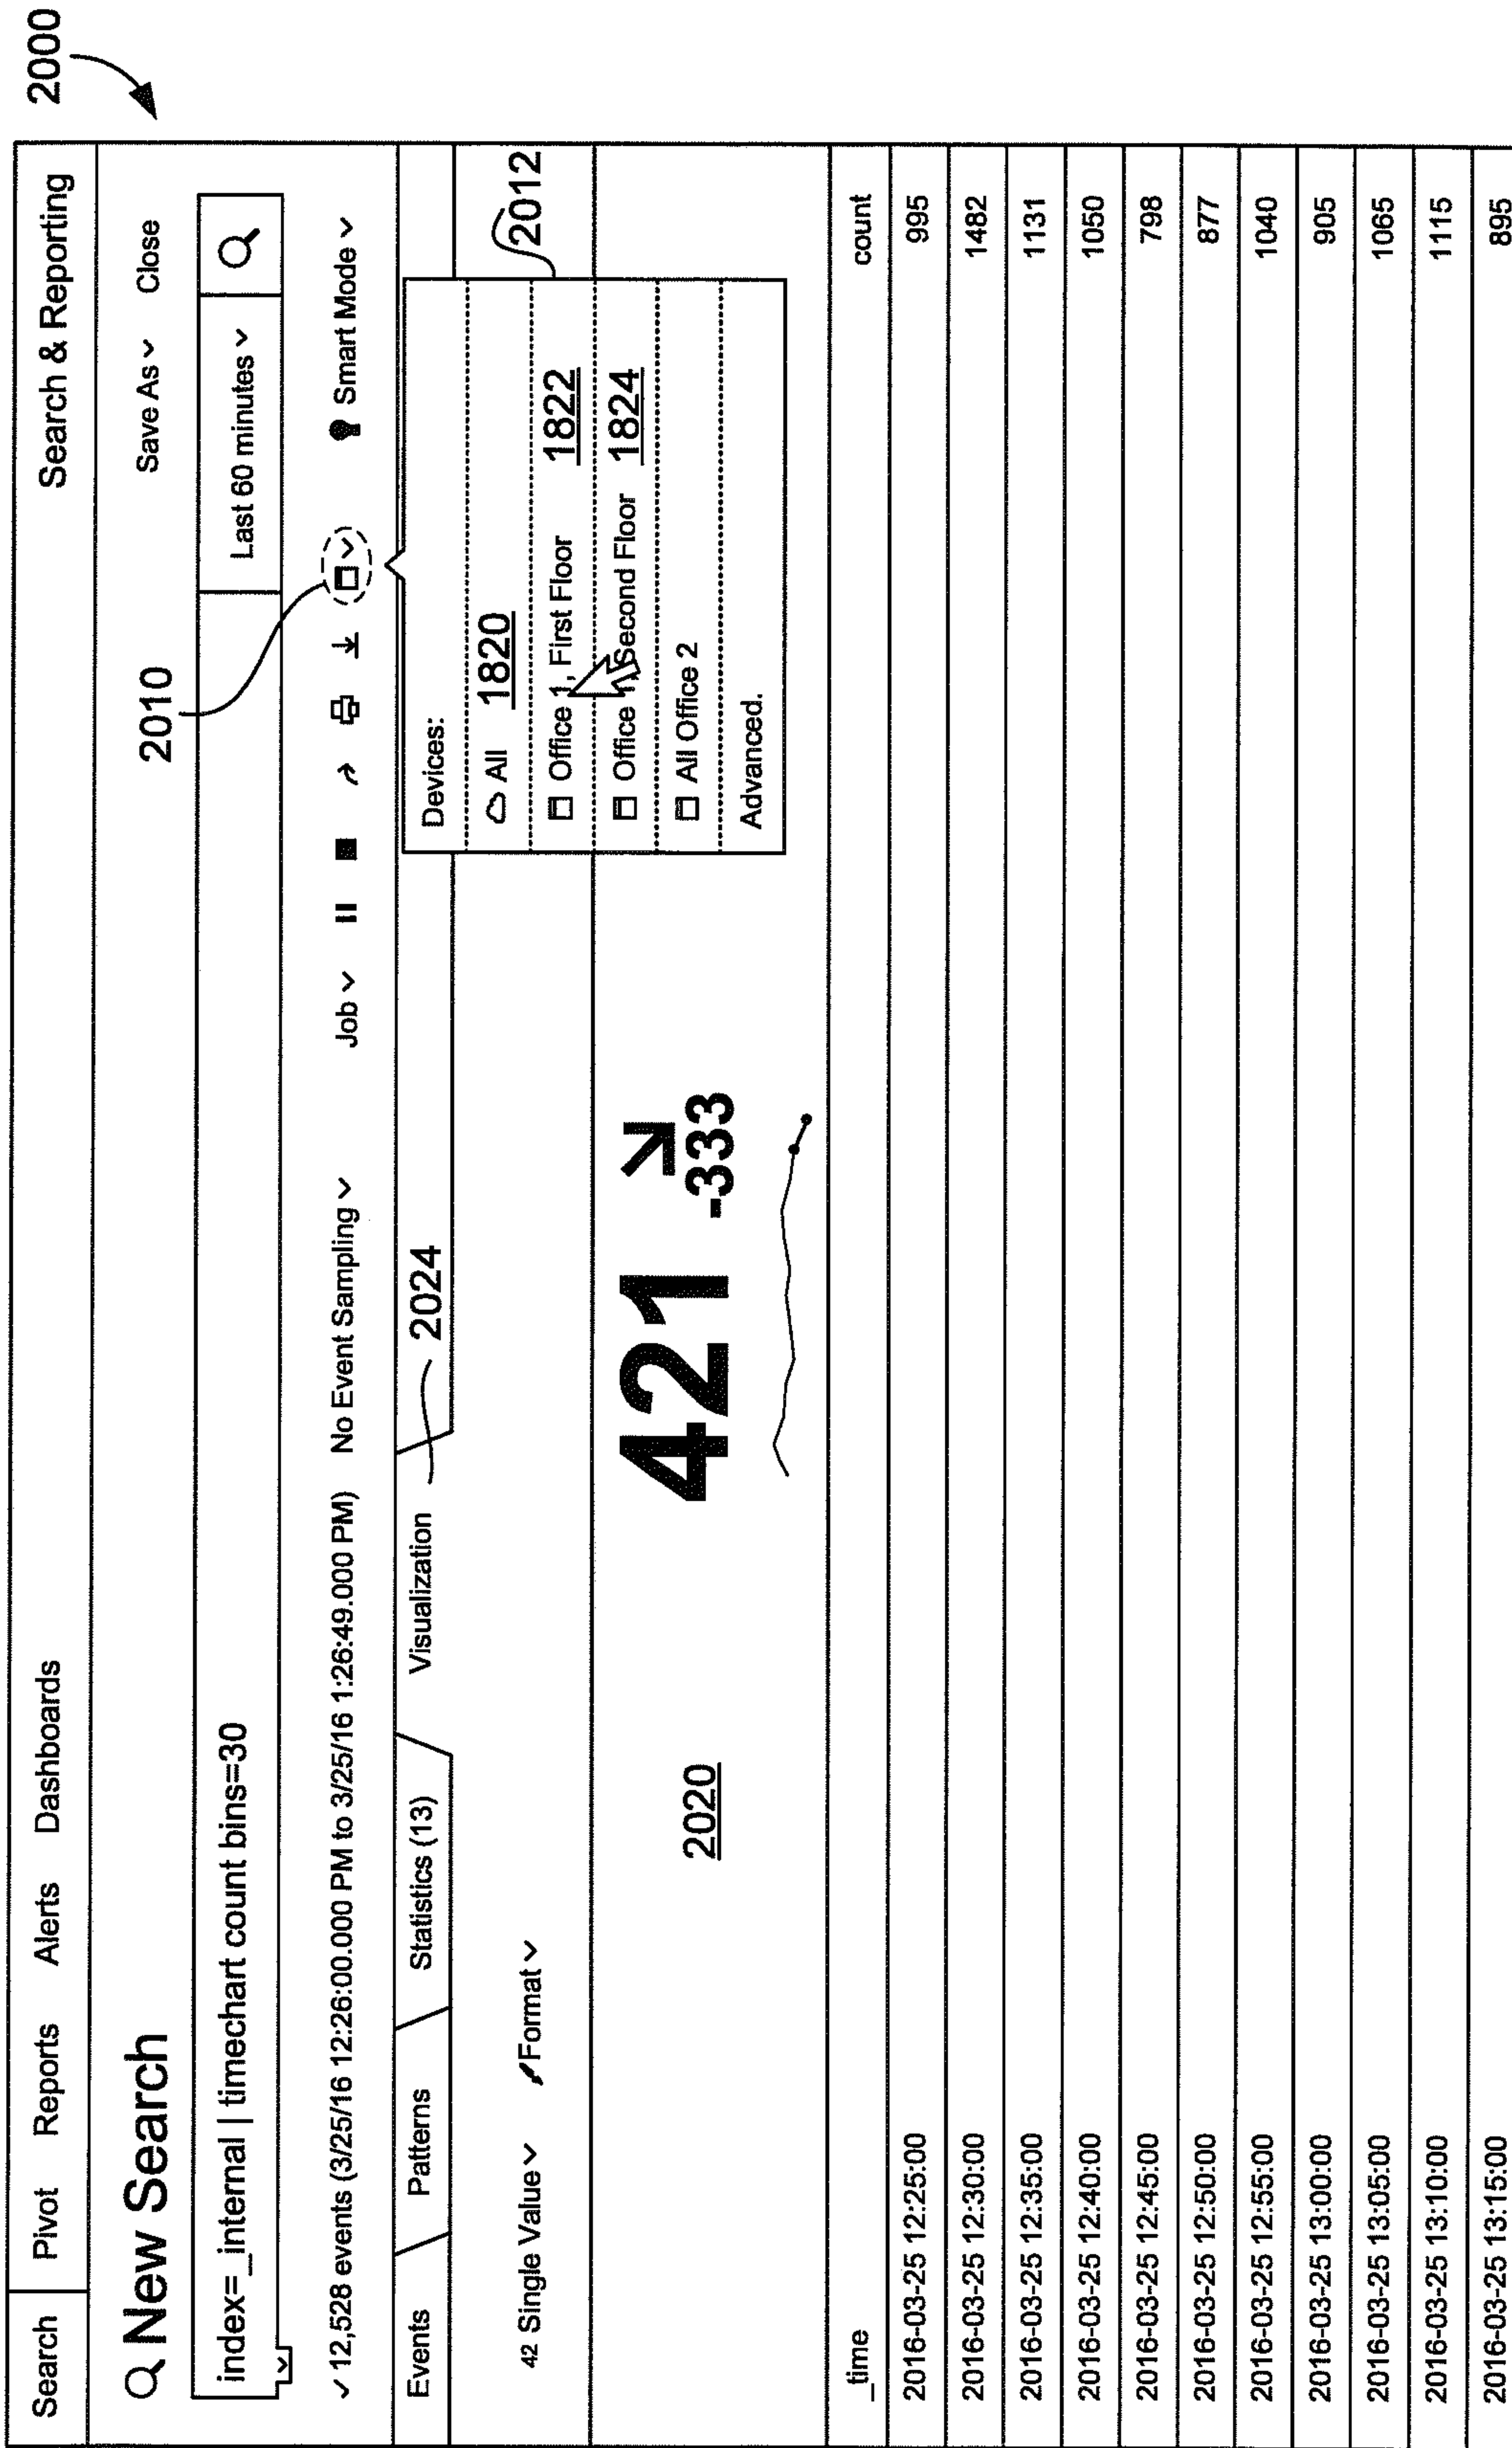 2000
Search Pivot Reports Alerts Dashboards Search & Reporting
New Search Save As Close
2010
index=_internal | timechart count bins=30 Last 60 minutes
12,528 events (3/25/16 12:26:00.000 PM to 3/25/16 1:26:49.000 PM) No Event Sampling Job Smart Mode
Events Patterns Statistics (13) Visualization 2024
Devices:
All 1820
2012
42 Single Value Format
Office 1, First Floor 1822
Office 1, Second Floor 1824
All Office 2
Advanced.
2020
421 -333
_time count
2016-03-25 12:25:00 995
2016-03-25 12:30:00 1482
2016-03-25 12:35:00 1131
2016-03-25 12:40:00 1050
2016-03-25 12:45:00 798
2016-03-25 12:50:00 877
2016-03-25 12:55:00 1040
2016-03-25 13:00:00 905
2016-03-25 13:05:00 1065
2016-03-25 13:10:00 1115
2016-03-25 13:15:00 895